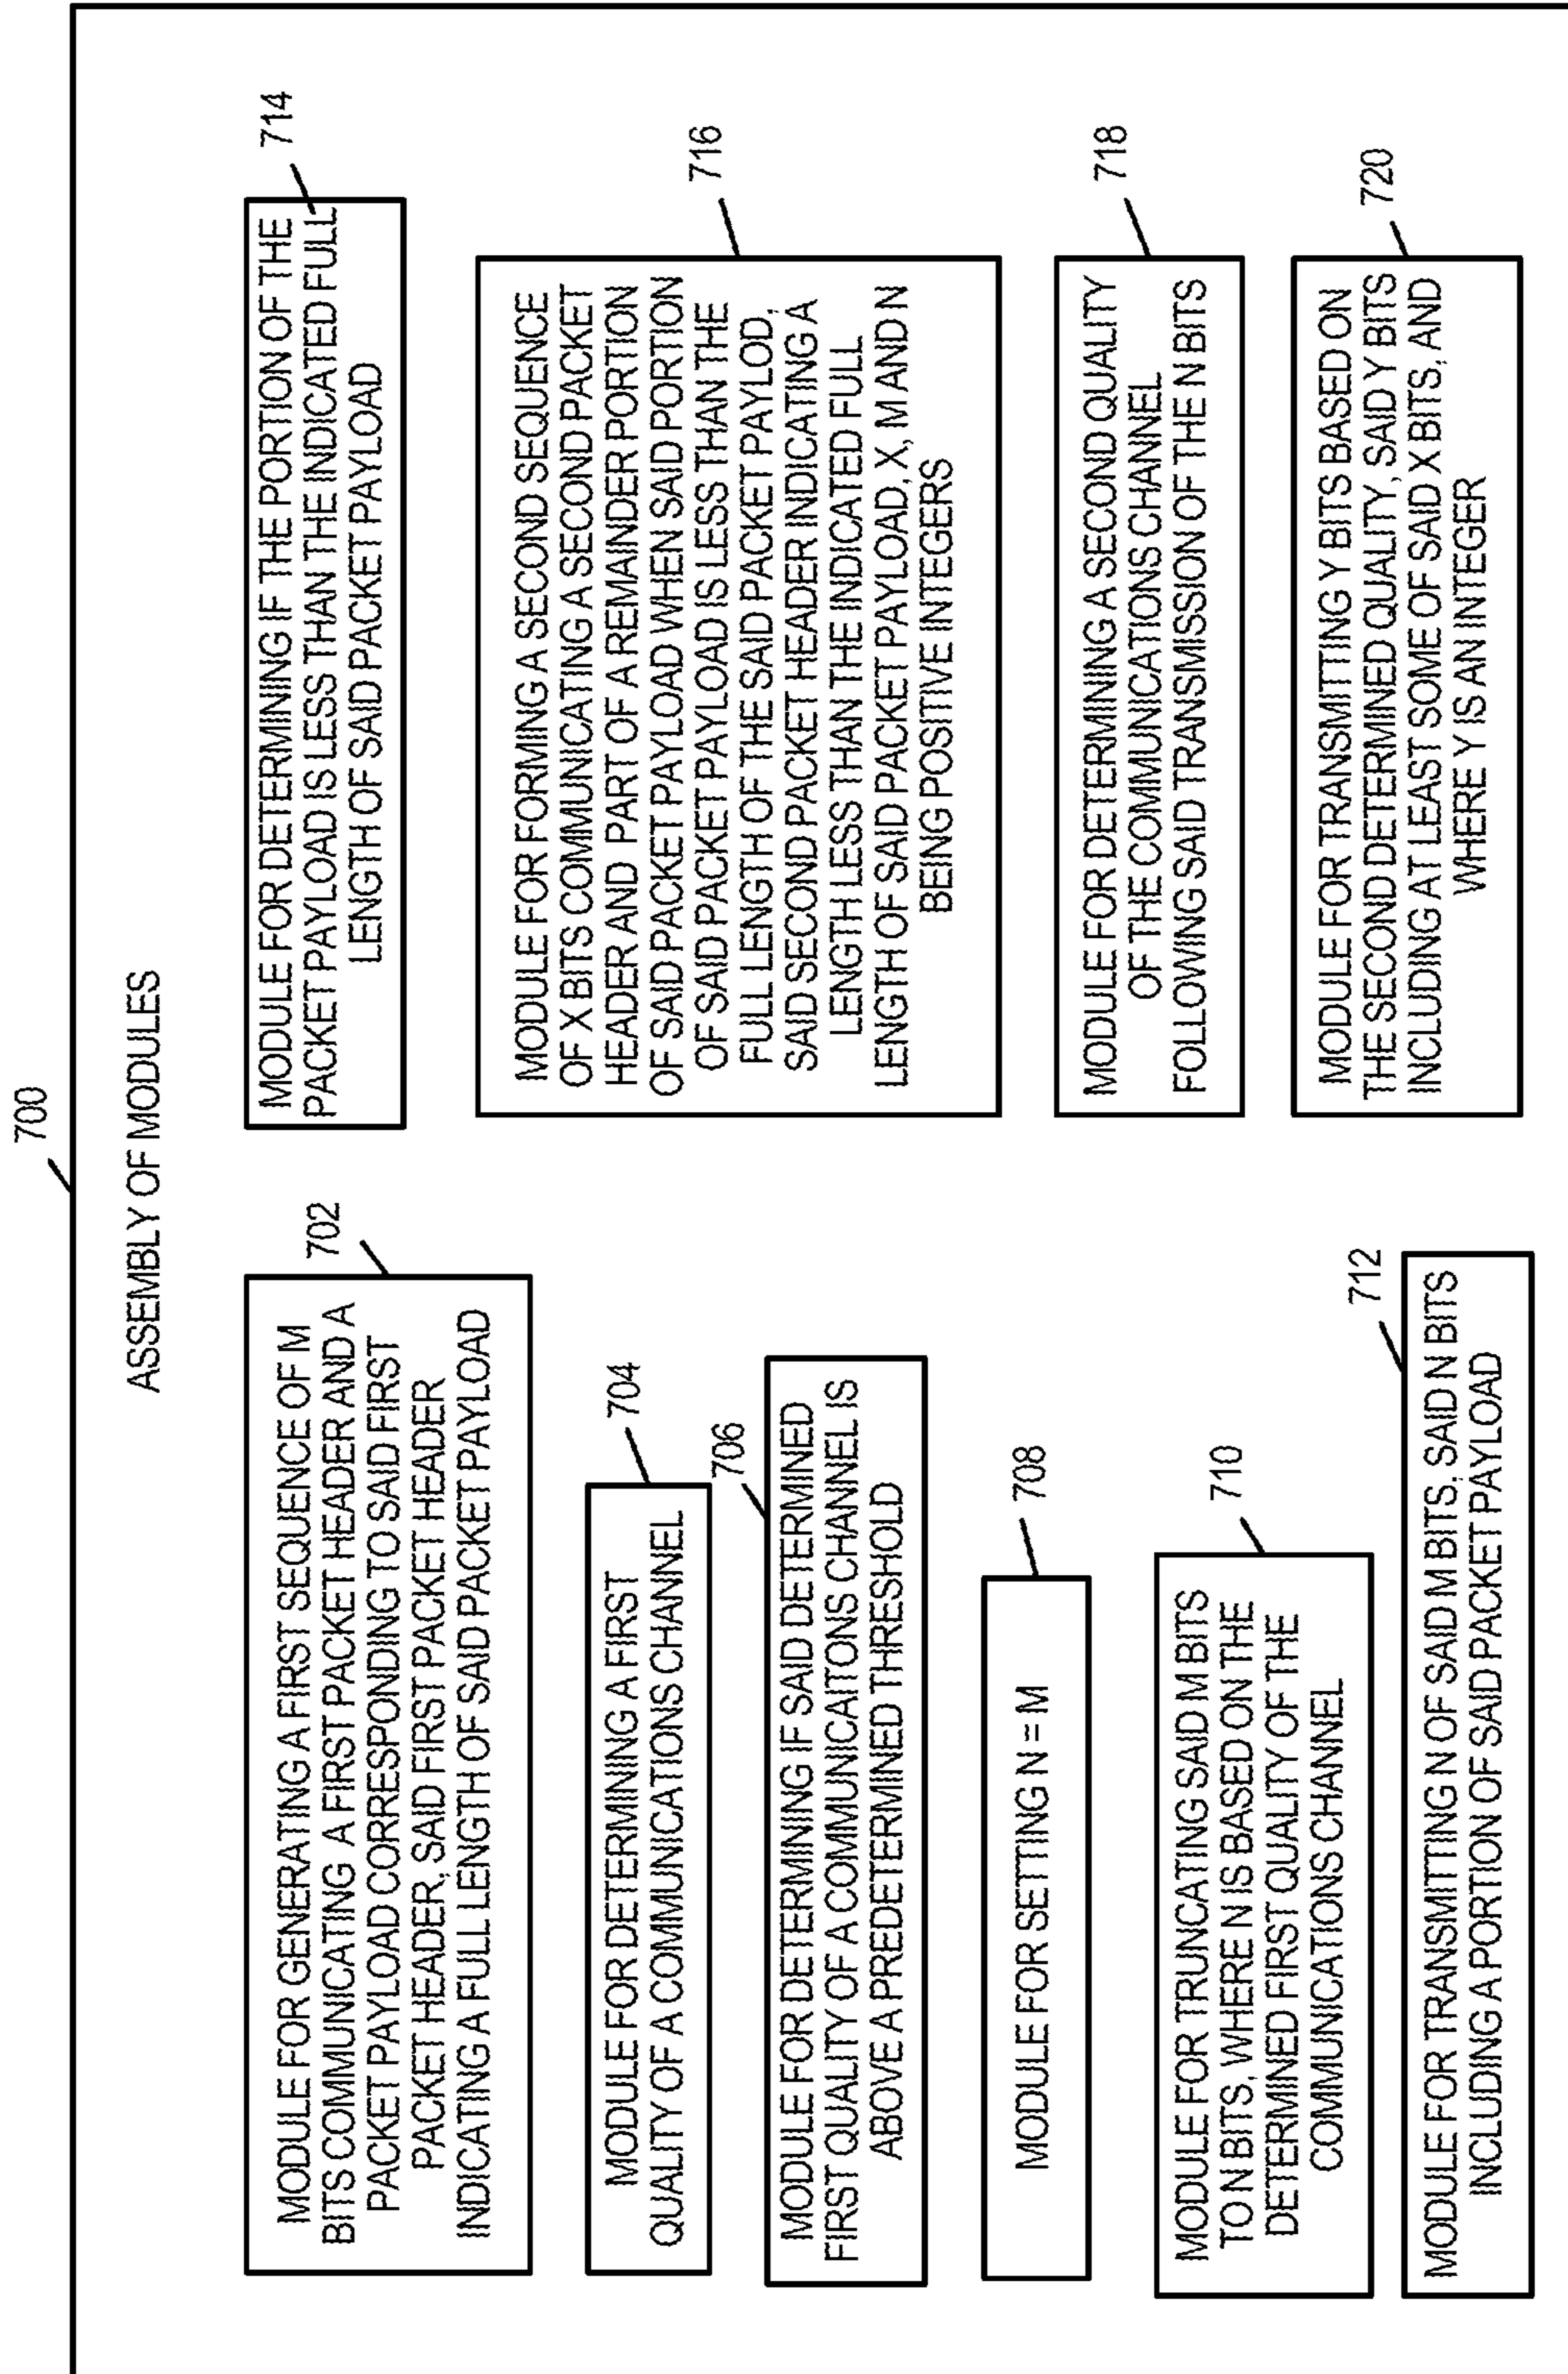 700
ASSEMBLY OF MODULES
702
MODULE FOR GENERATING A FIRST SEQUENCE OF M
BITS COMMUNICATING A FIRST PACKET HEADER AND A
PACKET PAYLOAD CORRESPONDING TO SAID FIRST
PACKET HEADER, SAID FIRST PACKET HEADER
INDICATING A FULL LENGTH OF SAID PACKET PAYLOAD
704
MODULE FOR DETERMINING A FIRST
QUALITY OF A COMMUNICATIONS CHANNEL
706
MODULE FOR DETERMINING IF SAID DETERMINED
FIRST QUALITY OF A COMMUNICAITONS CHANNEL IS
ABOVE A PREDETERMINED THRESHOLD
708
MODULE FOR SETTING N = M
710
MODULE FOR TRUNCATING SAID M BITS
TO N BITS, WHERE N IS BASED ON THE
DETERMINED FIRST QUALITY OF THE
COMMUNICATIONS CHANNEL
712
MODULE FOR TRANSMITTING N OF SAID M BITS, SAID N BITS
INCLUDING A PORTION OF SAID PACKET PAYLOAD
714
MODULE FOR DETERMINING IF THE PORTION OF THE
PACKET PAYLOAD IS LESS THAN THE INDICATED FULL
LENGTH OF SAID PACKET PAYLOAD
716
MODULE FOR FORMING A SECOND SEQUENCE
OF X BITS COMMUNICATING A SECOND PACKET
HEADER AND PART OF A REMAINDER PORTION
OF SAID PACKET PAYLOAD WHEN SAID PORTION
OF SAID PACKET PAYLOAD IS LESS THAN THE
FULL LENGTH OF THE SAID PACKET PAYLOD,
SAID SECOND PACKET HEADER INDICATING A
LENGTH LESS THAN THE INDICATED FULL
LENGTH OF SAID PACKET PAYLOAD, X, M AND N
BEING POSITIVE INTEGERS
718
MODULE FOR DETERMINING A SECOND QUALITY
OF THE COMMUNICATIONS CHANNEL
FOLLOWING SAID TRANSMISSION OF THE N BITS
720
MODULE FOR TRANSMITTING Y BITS BASED ON
THE SECOND DETERMINED QUALITY, SAID Y BITS
INCLUDING AT LEAST SOME OF SAID X BITS, AND
WHERE Y IS AN INTEGER